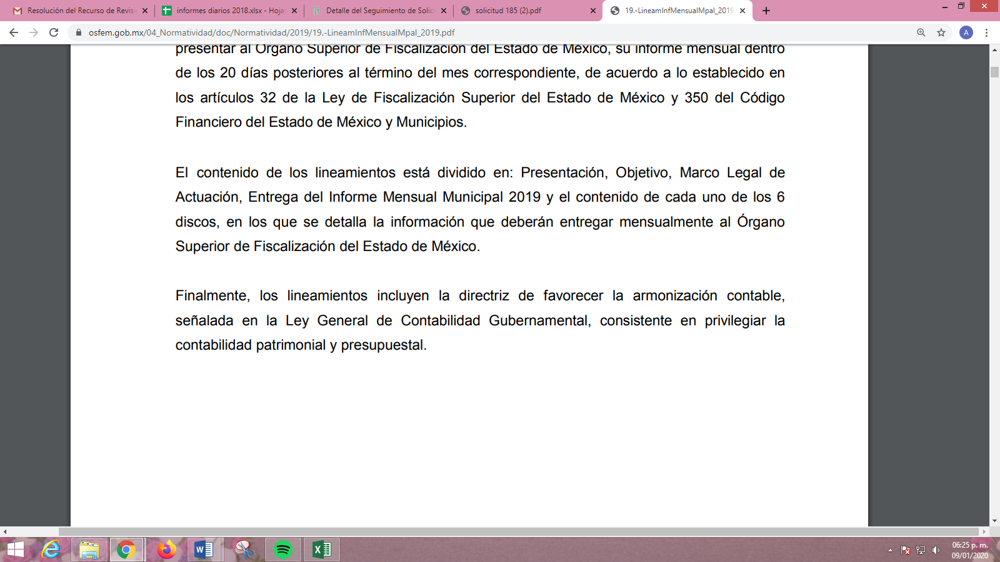 Resolución del Recurso de Revisi
informes diarios 2018.xlsx - Hoja
Detalle del Seguimiento de Solici
solicitud 185 (2).pdf
19.-LineamInfMensualMpal_2019
osfem.gob.mx/04_Normatividad/doc/Normatividad/2019/19.-LineamInfMensualMpal_2019.pdf
A
presentar al Órgano Superior de Fiscalización del Estado de México, su informe mensual dentro
de los 20 días posteriores al término del mes correspondiente, de acuerdo a lo establecido en
los artículos 32 de la Ley de Fiscalización Superior del Estado de México y 350 del Código
Financiero del Estado de México y Municipios.
El contenido de los lineamientos está dividido en: Presentación, Objetivo, Marco Legal de
Actuación, Entrega del Informe Mensual Municipal 2019 y el contenido de cada uno de los 6
discos, en los que se detalla la información que deberán entregar mensualmente al Órgano
Superior de Fiscalización del Estado de México.
Finalmente, los lineamientos incluyen la directriz de favorecer la armonización contable,
señalada en la Ley General de Contabilidad Gubernamental, consistente en privilegiar la
contabilidad patrimonial y presupuestal.
06:25 p. m.
09/01/2020